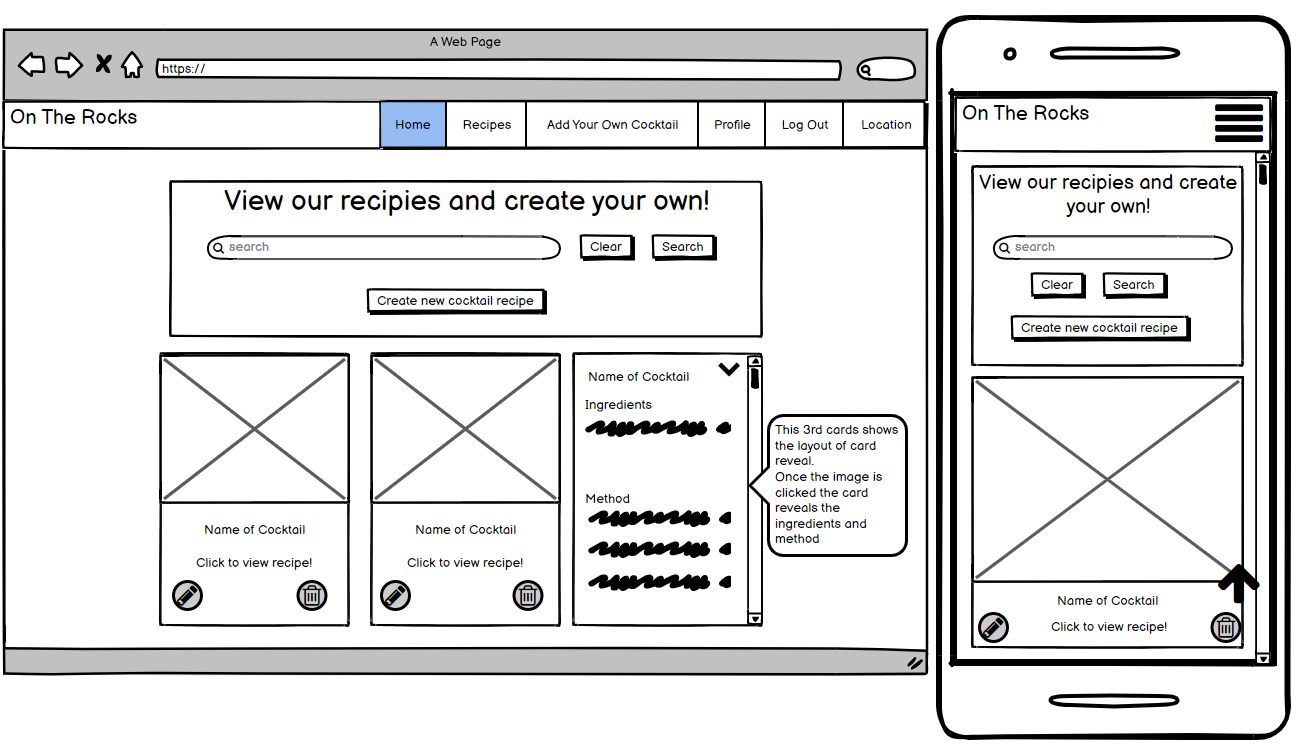 A Web Page
https://
On The Rocks
Home
Recipes
Add Your Own Cocktail
Profile
Log Out
Location
View our recipies and create your own!
search
Clear
Search
Create new cocktail recipe
Name of Cocktail
Click to view recipe!
Name of Cocktail
Click to view recipe!
Name of Cocktail
Ingredients
Method
This 3rd cards shows
the layout of card
reveal.
Once the image is
clicked the card
reveals the
ingredients and
method
On The Rocks
View our recipies and create
your own!
search
Clear
Search
Create new cocktail recipe
Name of Cocktail
Click to view recipe!